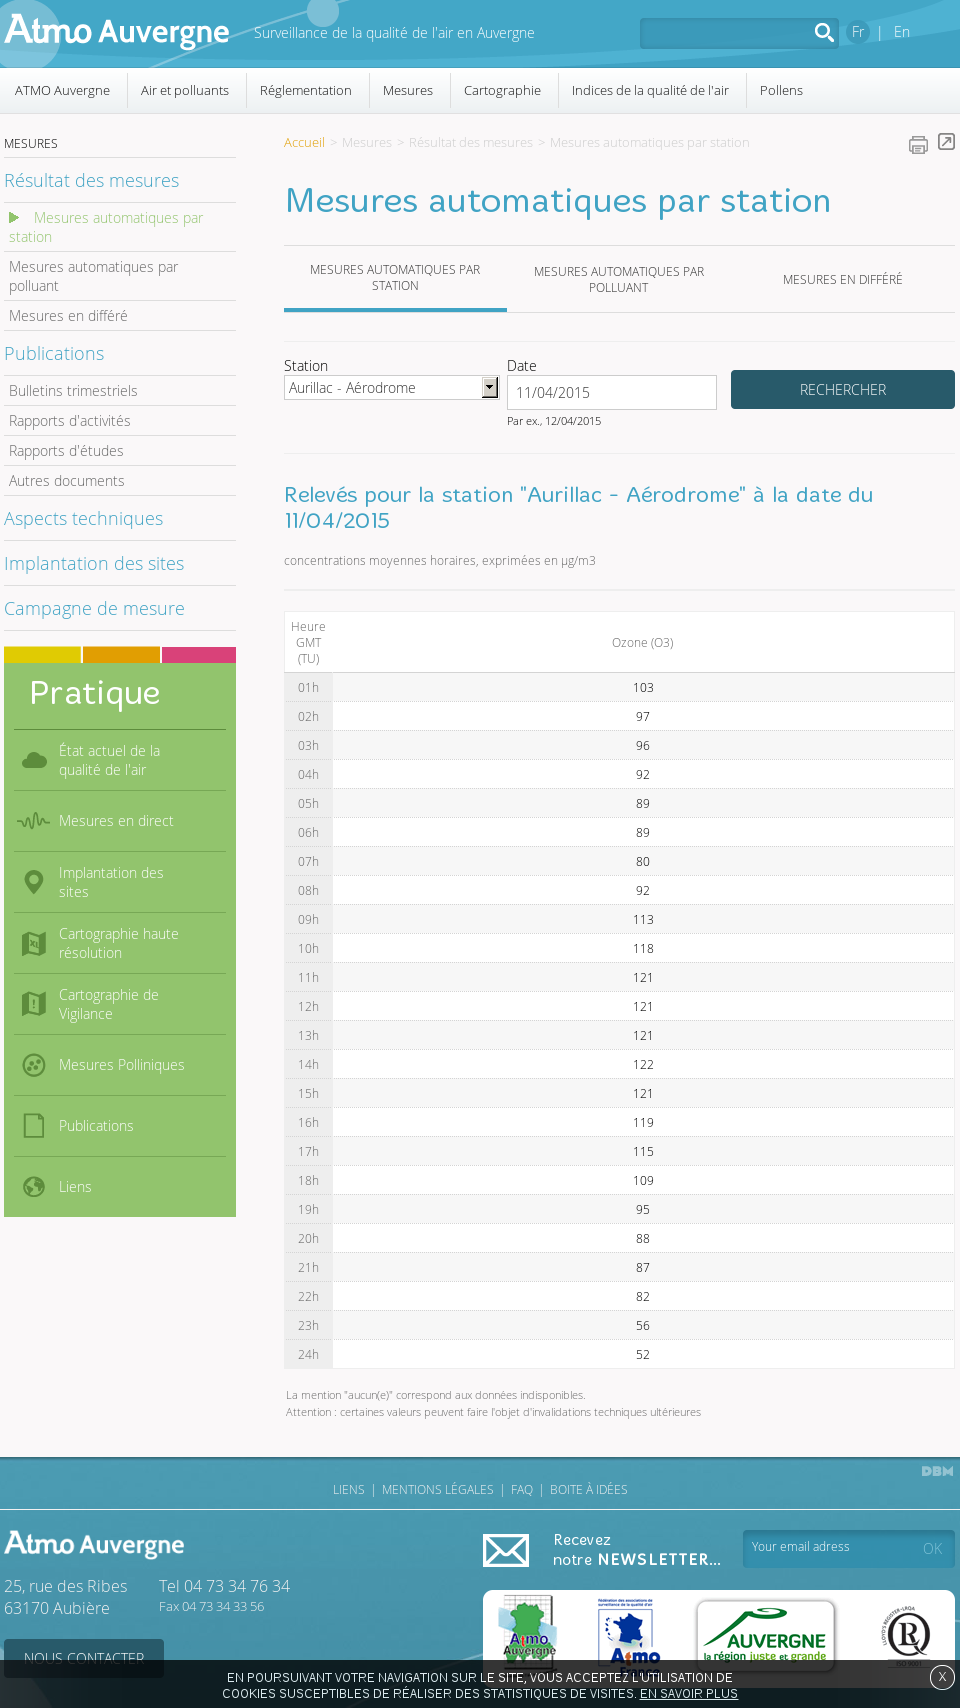 Atmo Auvergne
Surveillance de la qualité de l'air en Auvergne
Fr | En
ATMO Auvergne
Air et polluants
Réglementation
Mesures
Cartographie
Indices de la qualité de l'air
Pollens
MESURES
Résultat des mesures
Mesures automatiques par
station
Mesures automatiques par
polluant
Mesures en différé
Publications
Bulletins trimestriels
Rapports d'activités
Rapports d'études
Autres documents
Aspects techniques
Implantation des sites
Campagne de mesure
Pratique
État actuel de la
qualité de l'air
Mesures en direct
Implantation des
sites
Cartographie haute
résolution
Cartographie de
Vigilance
Mesures Polliniques
Publications
Liens
Accueil > Mesures > Résultat des mesures > Mesures automatiques par station
Mesures automatiques par station
MESURES AUTOMATIQUES PAR
STATION
MESURES AUTOMATIQUES PAR
POLLUANT
MESURES EN DIFFÉRÉ
Station
Aurillac - Aérodrome
Date
11/04/2015
Par ex., 12/04/2015
RECHERCHER
Relevés pour la station "Aurillac - Aérodrome" à la date du
11/04/2015
concentrations moyennes horaires, exprimées en µg/m3
Heure
GMT
(TU)
Ozone (O3)
01h 103
02h 97
03h 96
04h 92
05h 89
06h 89
07h 80
08h 92
09h 113
10h 118
11h 121
12h 121
13h 121
14h 122
15h 121
16h 119
17h 115
18h 109
19h 95
20h 88
21h 87
22h 82
23h 56
24h 52
La mention "aucun(e)" correspond aux données indisponibles.
Attention : certaines valeurs peuvent faire l'objet d'invalidations techniques ultérieures
DBM
LIENS | MENTIONS LÉGALES | FAQ | BOITE À IDÉES
Atmo Auvergne
25, rue des Ribes
63170 Aubière
Tel 04 73 34 76 34
Fax 04 73 34 33 56
NOUS CONTACTER
Recevez
notre NEWSLETTER...
Your email adress
OK
Atmo
Auvergne
Fédération des associations de
surveillance de la qualité de l'air
Atmo
France
AUVERGNE
la région juste et grande
LLOYD'S REGISTER
LRQA
R
EN POURSUIVANT VOTRE NAVIGATION SUR LE SITE, VOUS ACCEPTEZ L'UTILISATION DE
COOKIES SUSCEPTIBLES DE RÉALISER DES STATISTIQUES DE VISITES. EN SAVOIR PLUS
X